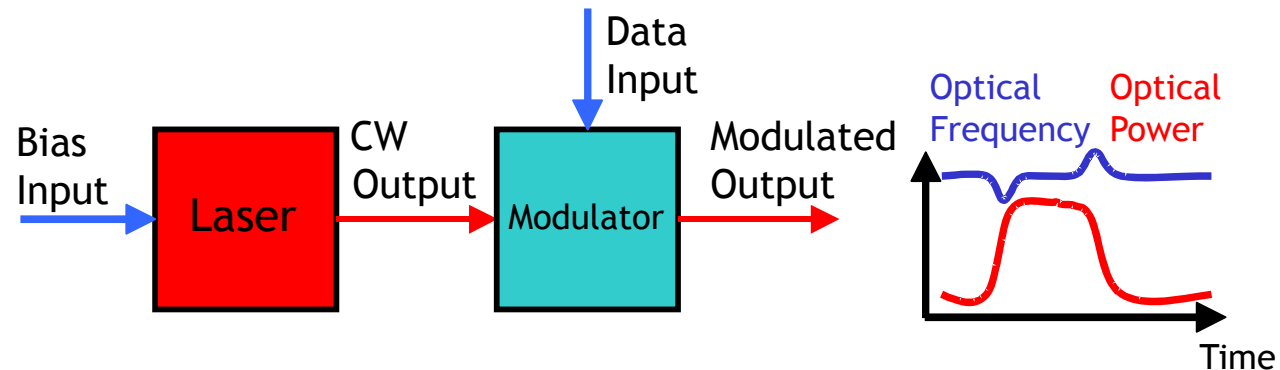 Data
Input
Bias
Input
Laser
CW
Output
Modulator
Modulated
Output
Optical
Frequency
Optical
Power
Time